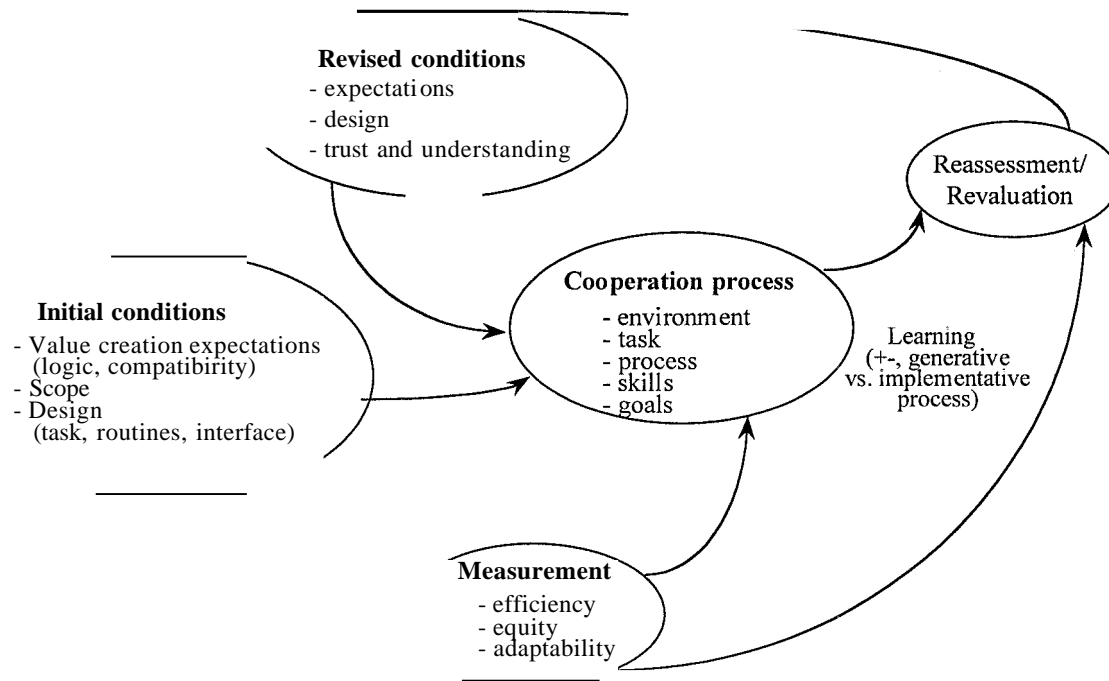 Revised conditions
- expectations
- design
- trust and understanding
Reassessment/
Revaluation
Initial conditions
- Value creation expectations
(logic, compatibirity)
- Scope
- Design
(task, routines, interface)
Cooperation process
- environment
- task
- process
- skills
- goals
Learning
(+-, generative
vs. implementative
process)
Measurement
- efficiency
- equity
- adaptability